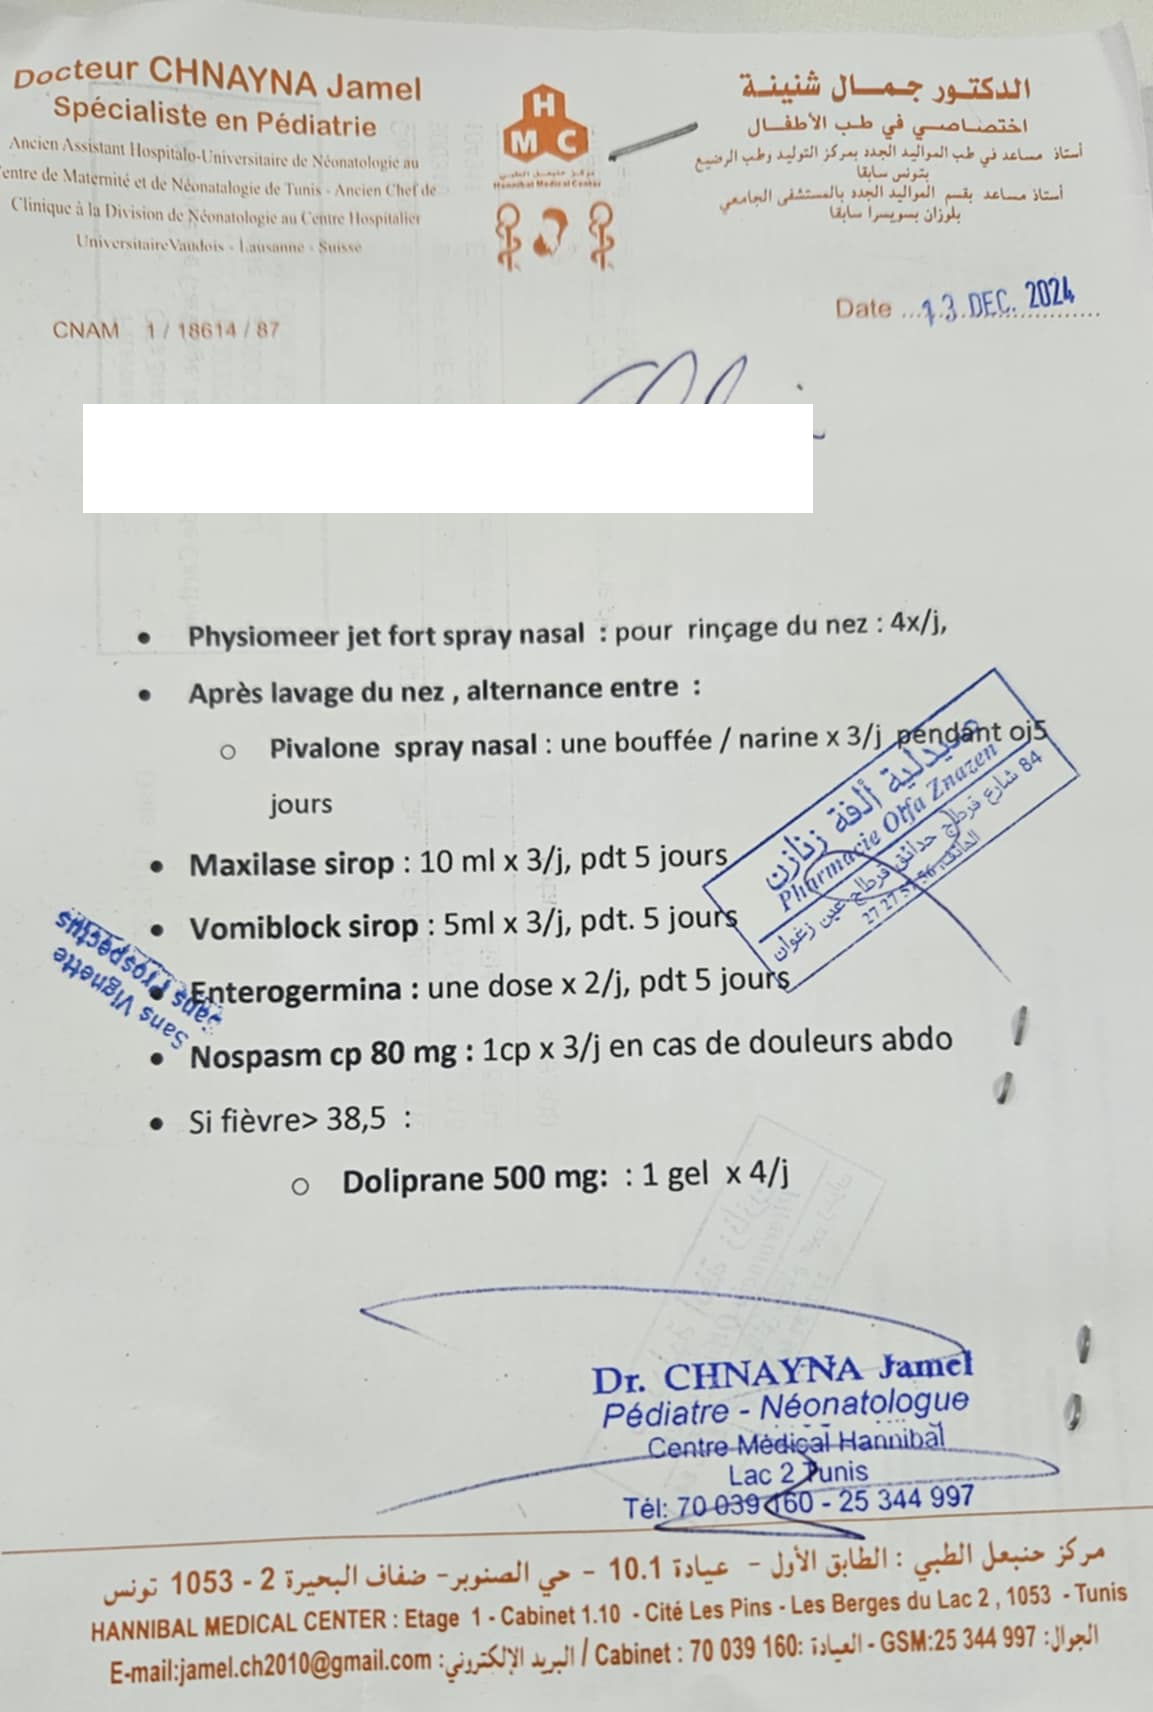 Docteur CHNAYNA Jamel
Spécialiste en Pédiatrie
Ancien Assistant Hospitalo-Universitaire de Néonatologie au
entre de Maternité et de Néonatalogie de Tunis - Ancien Chef de
Clinique à la Division de Néonatologie au Centre Hospitalier
Universitaire Vaudois - Lausanne - Suisse
CNAM 1 / 18614 / 87
H
M C
مركز حنبعل الطبي
Hannibal Medical Center
الدكتور جمال شنينة
اختصاصي في طب الأطفال
أستاذ مساعد في طب المواليد الجدد بمركز التوليد وطب الرضيع
بتونس سابقا
أستاذ مساعد بقسم المواليد الجدد بالمستشفى الجامعي
بلوزان بسويسرا سابقا
Date ...13 DEC. 2024
• Physiomeer jet fort spray nasal : pour rinçage du nez : 4x/j,
• Après lavage du nez , alternance entre :
o Pivalone spray nasal : une bouffée / narine x 3/j pendant oj5
jours
• Maxilase sirop : 10 ml x 3/j, pdt 5 jours
• Vomiblock sirop : 5ml x 3/j, pdt. 5 jours
• Enterogermina : une dose x 2/j, pdt 5 jours
• Nospasm cp 80 mg : 1cp x 3/j en cas de douleurs abdo
• Si fièvre> 38,5 :
o Doliprane 500 mg: : 1 gel x 4/j
صيدلية ألفة زنازن
Pharmacie Olfa Znazen
84 شارع قرطاج حدائق قرطاج عين زغوان
الهاتف
Sans Vignette
Sans Prospectus
Dr. CHNAYNA Jamel
Pédiatre - Néonatologue
Centre Médical Hannibal
Lac 2 Tunis
Tél: 70 039 160 - 25 344 997
مركز حنبعل الطبي : الطابق الأول - عيادة 10.1 - حي الصنوبر- ضفاف البحيرة 2 - 1053 تونس
HANNIBAL MEDICAL CENTER : Etage 1 - Cabinet 1.10 - Cité Les Pins - Les Berges du Lac 2 , 1053 - Tunis
E-mail:jamel.ch2010@gmail.com :البريد الإلكتروني / Cabinet : 70 039 160: العيادة - GSM:25 344 997 :الجوال